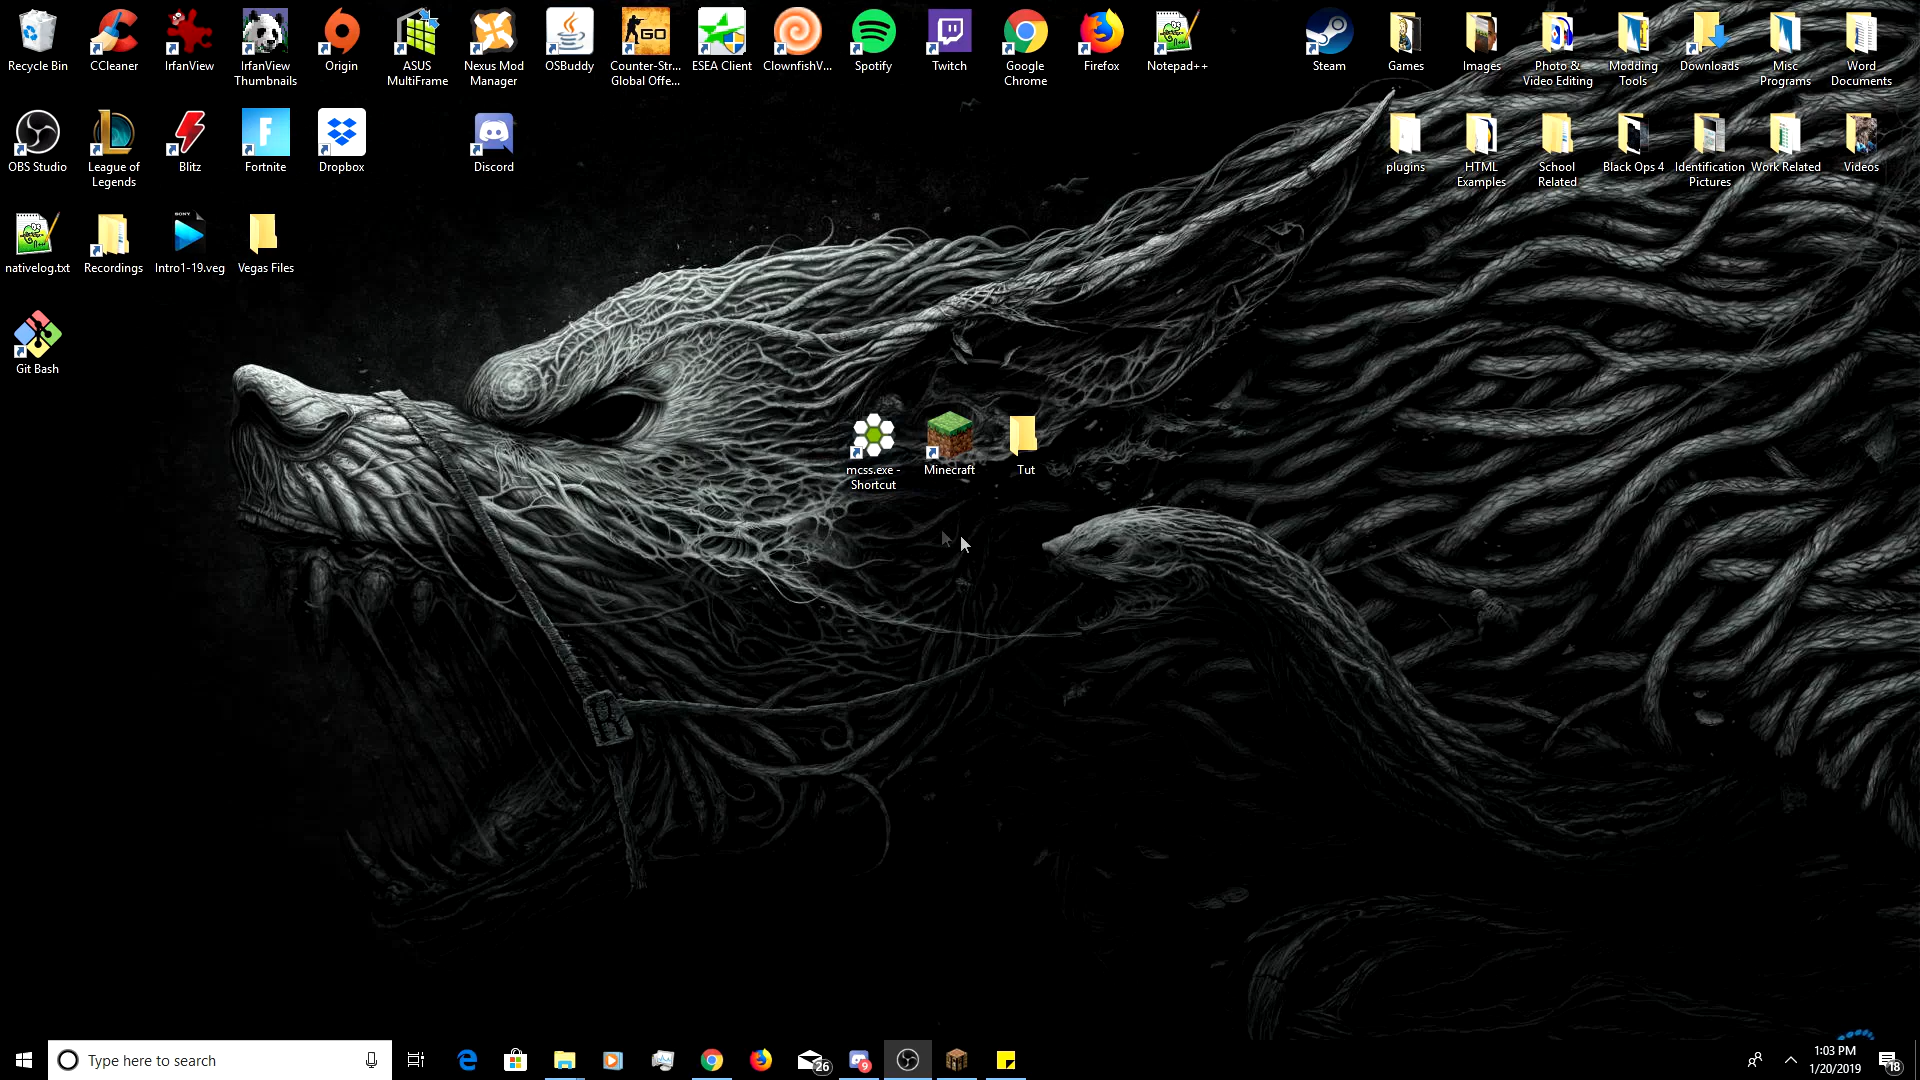 Recycle Bin
CCleaner
IrfanView
IrfanView
Thumbnails
Origin
ASUS
MultiFrame
Nexus Mod
Manager
OSBuddy
GO
Counter-Str...
Global Offe...
ESEA Client
ClownfishV...
Spotify
Twitch
Google
Chrome
Firefox
Notepad++
Steam
Games
Images
Photo &
Video Editing
Modding
Tools
Downloads
Misc
Programs
Word
Documents
OBS Studio
League of
Legends
Blitz
Fortnite
Dropbox
Discord
plugins
HTML
Examples
School
Related
Black Ops 4
Identification
Pictures
Work Related
Videos
nativelog.txt
Recordings
SONY
Intro1-19.veg
Vegas Files
Git Bash
mcss.exe -
Shortcut
Minecraft
Tut
Type here to search
26
9
1:03 PM
1/20/2019
18